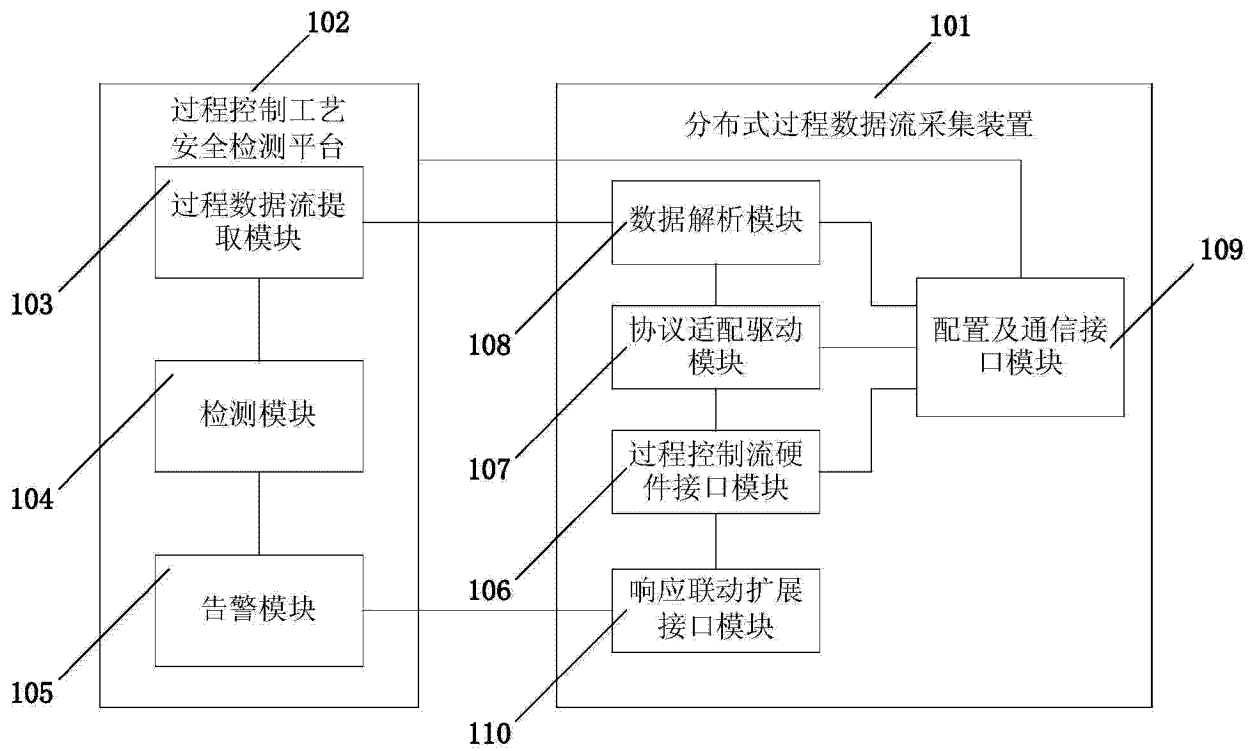 102
101
过程控制工艺
安全检测平台
分布式过程数据流采集装置
过程数据流提
取模块
103
数据解析模块
108
109
协议适配驱动
模块
107
配置及通信接
口模块
检测模块
104
过程控制流硬
件接口模块
106
告警模块
105
响应联动扩展
接口模块
110